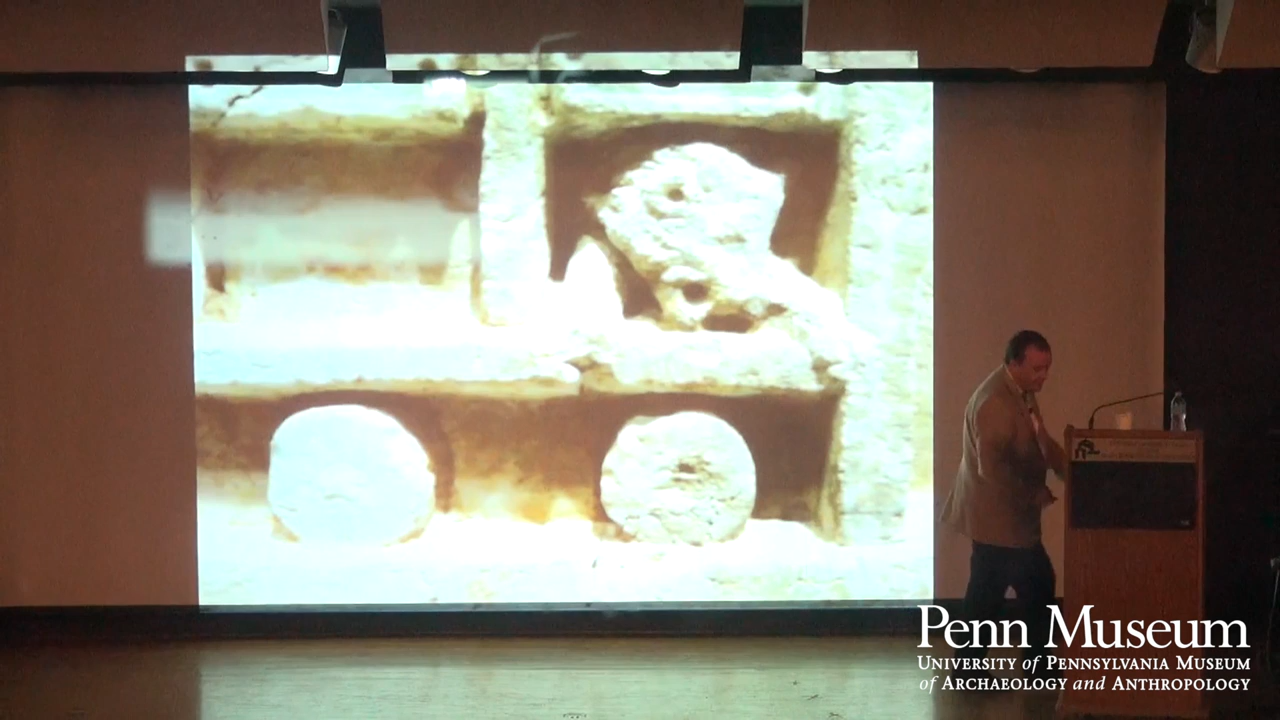 Penn Museum
UNIVERSITY of PENNSYLVANIA MUSEUM
of ARCHAEOLOGY and ANTHROPOLOGY